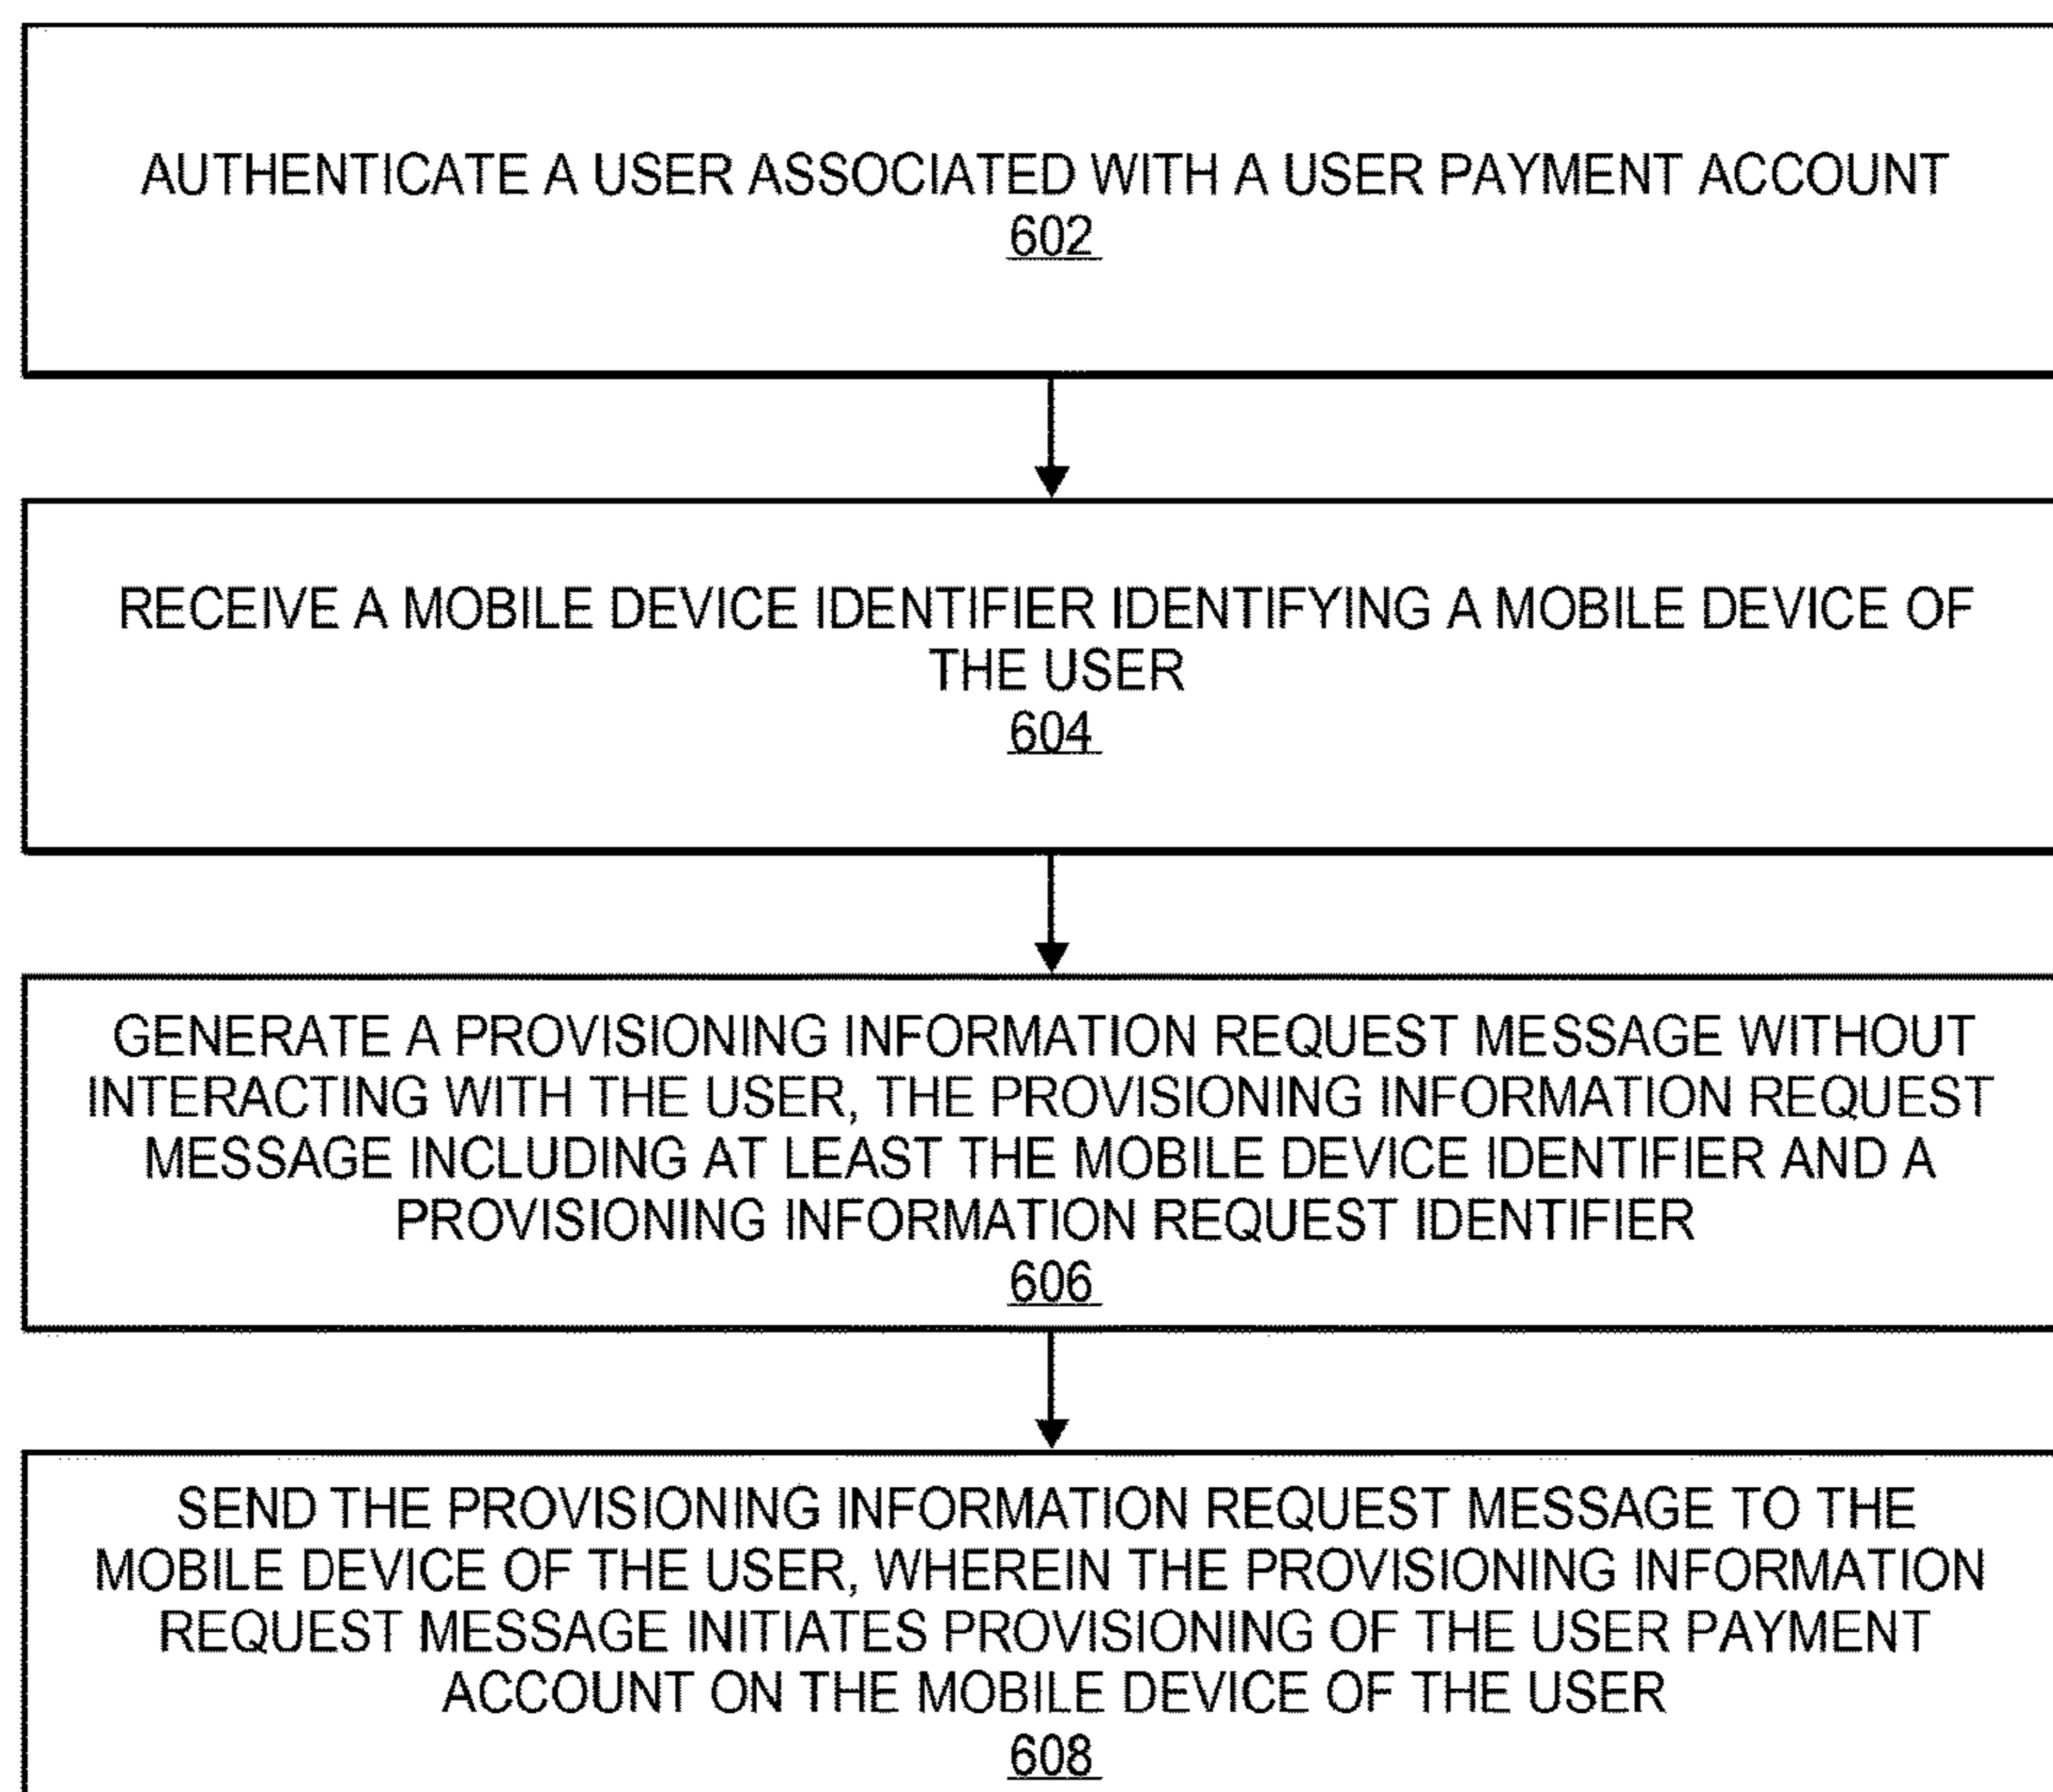 AUTHENTICATE A USER ASSOCIATED WITH A USER PAYMENT ACCOUNT
602
RECEIVE A MOBILE DEVICE IDENTIFIER IDENTIFYING A MOBILE DEVICE OF
THE USER
604
GENERATE A PROVISIONING INFORMATION REQUEST MESSAGE WITHOUT
INTERACTING WITH THE USER, THE PROVISIONING INFORMATION REQUEST
MESSAGE INCLUDING AT LEAST THE MOBILE DEVICE IDENTIFIER AND A
PROVISIONING INFORMATION REQUEST IDENTIFIER
606
SEND THE PROVISIONING INFORMATION REQUEST MESSAGE TO THE
MOBILE DEVICE OF THE USER, WHEREIN THE PROVISIONING INFORMATION
REQUEST MESSAGE INITIATES PROVISIONING OF THE USER PAYMENT
ACCOUNT ON THE MOBILE DEVICE OF THE USER
608